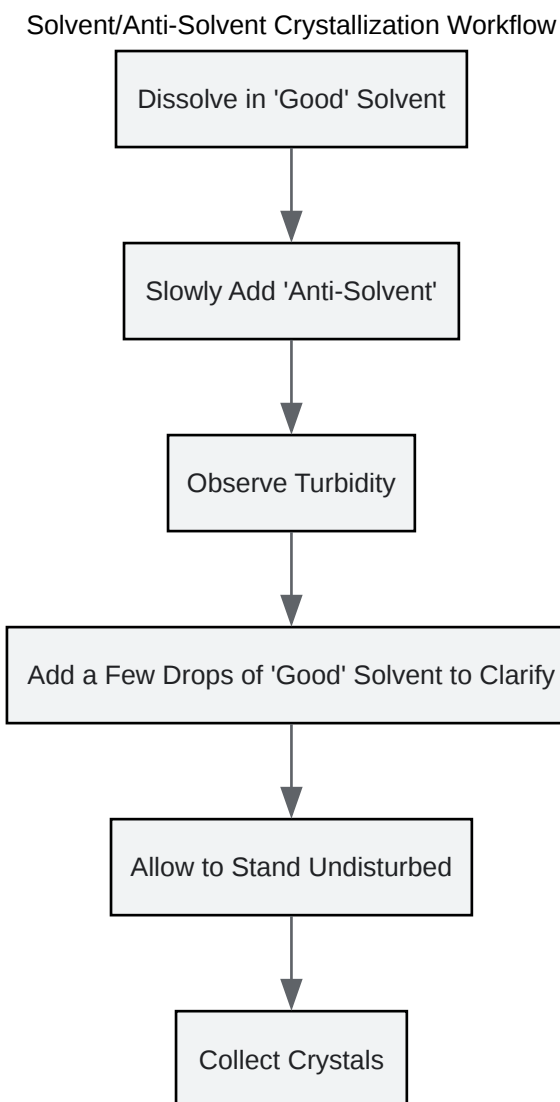 Solvent/Anti-Solvent Crystallization Workflow
Dissolve in 'Good' Solvent
Slowly Add 'Anti-Solvent'
Observe Turbidity
Add a Few Drops of 'Good' Solvent to Clarify
Allow to Stand Undisturbed
Collect Crystals